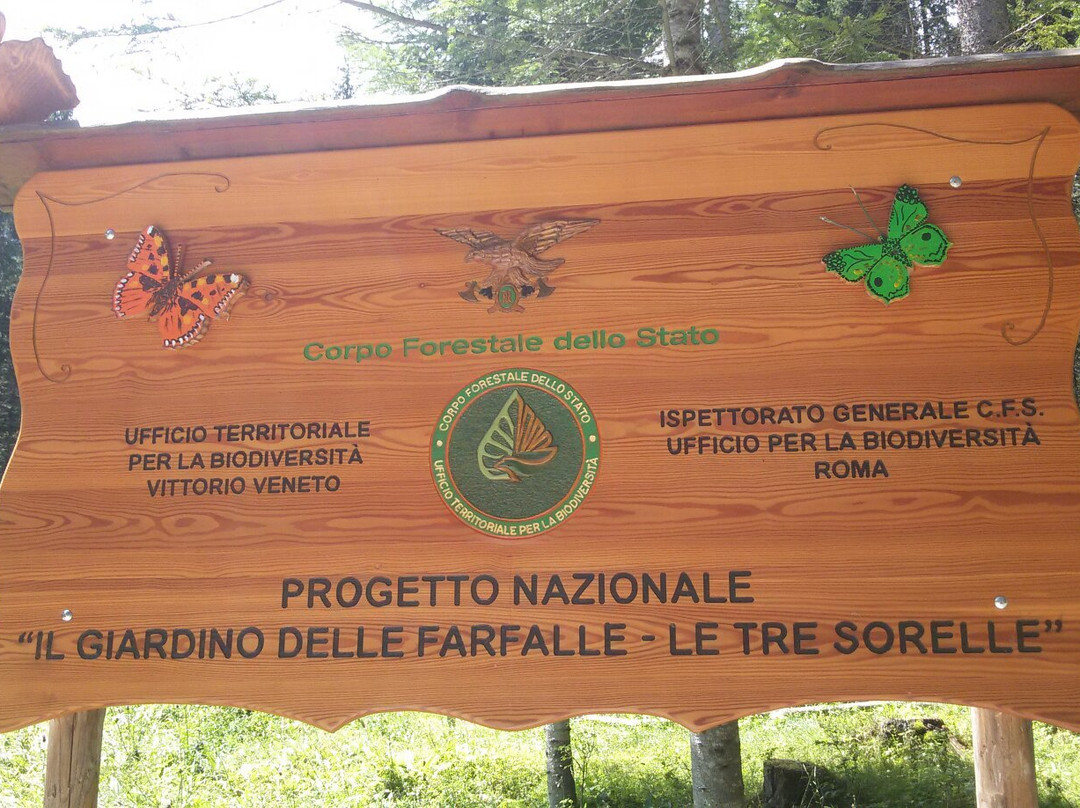 Corpo Forestale dello Stato
UFFICIO TERRITORIALE
PER LA BIODIVERSITÀ
VITTORIO VENETO
CORPO FORESTALE DELLO STATO
UFFICIO TERRITORIALE PER LA BIODIVERSITÀ
ISPETTORATO GENERALE C.F.S.
UFFICIO PER LA BIODIVERSITÀ
ROMA
PROGETTO NAZIONALE
“IL GIARDINO DELLE FARFALLE - LE TRE SORELLE”